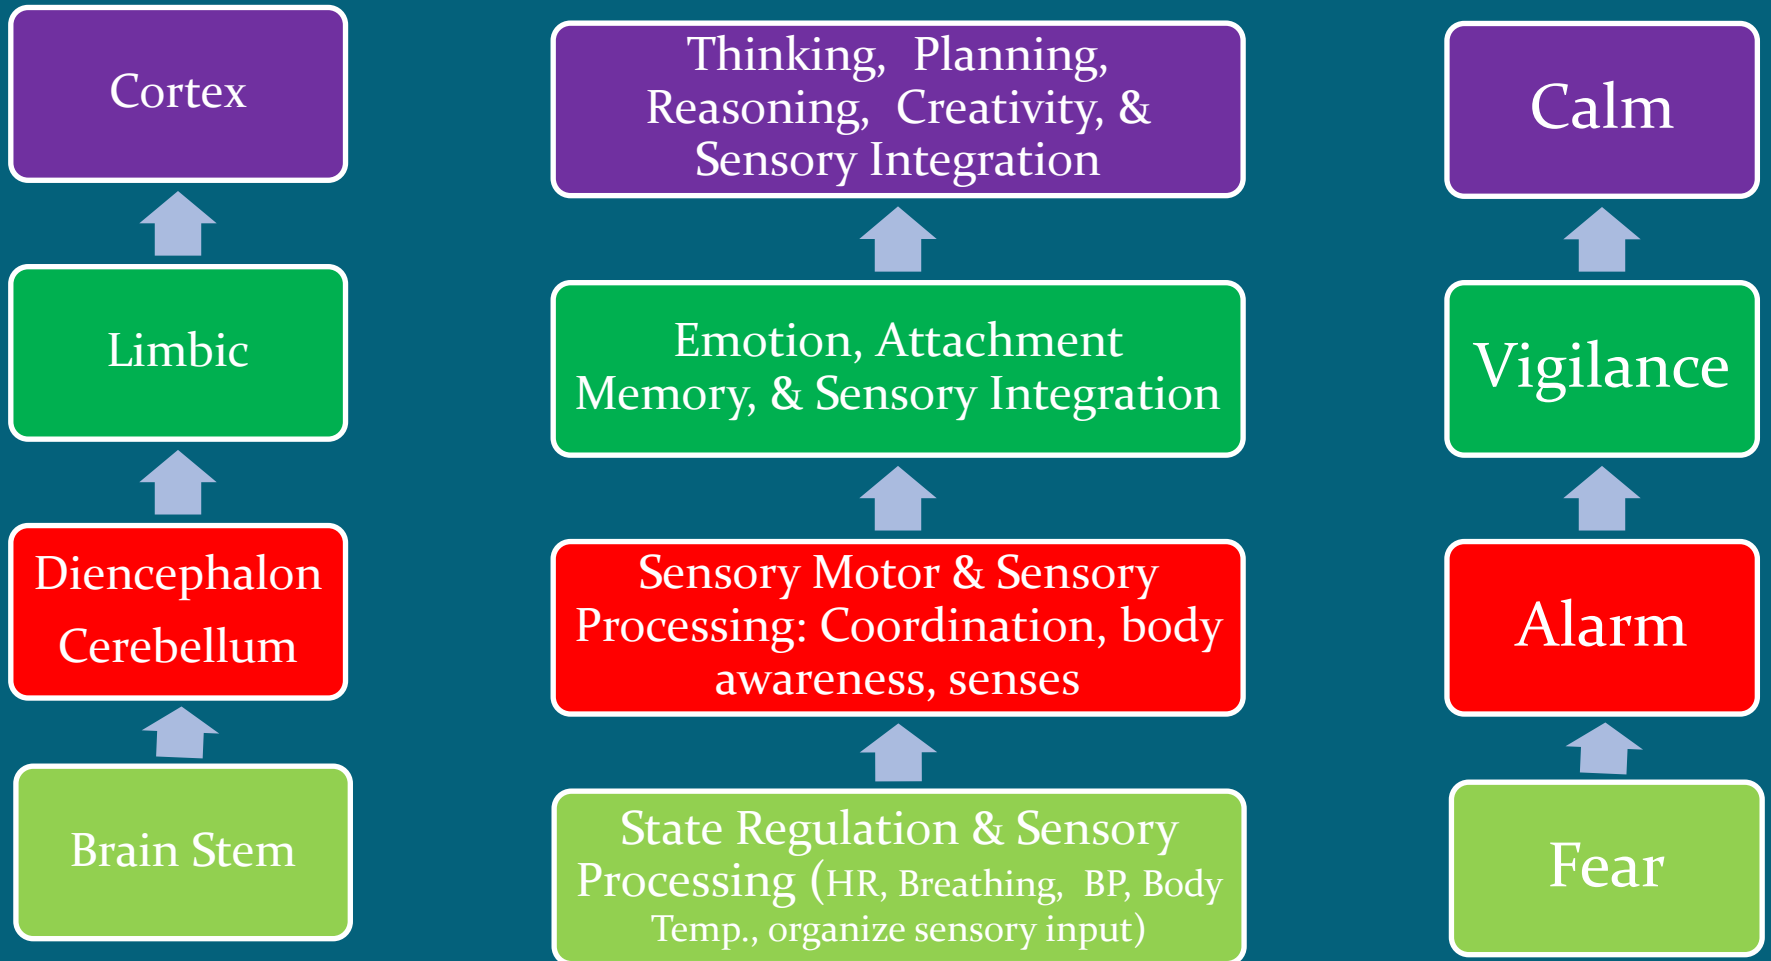 Cortex
Thinking, Planning,
Reasoning, Creativity, &
Sensory Integration
Calm
Limbic
Emotion, Attachment
Memory, & Sensory Integration
Vigilance
Diencephalon
Cerebellum
Sensory Motor & Sensory
Processing: Coordination, body
awareness, senses
Alarm
Brain Stem
State Regulation & Sensory
Processing (HR, Breathing, BP, Body
Temp., organize sensory input)
Fear